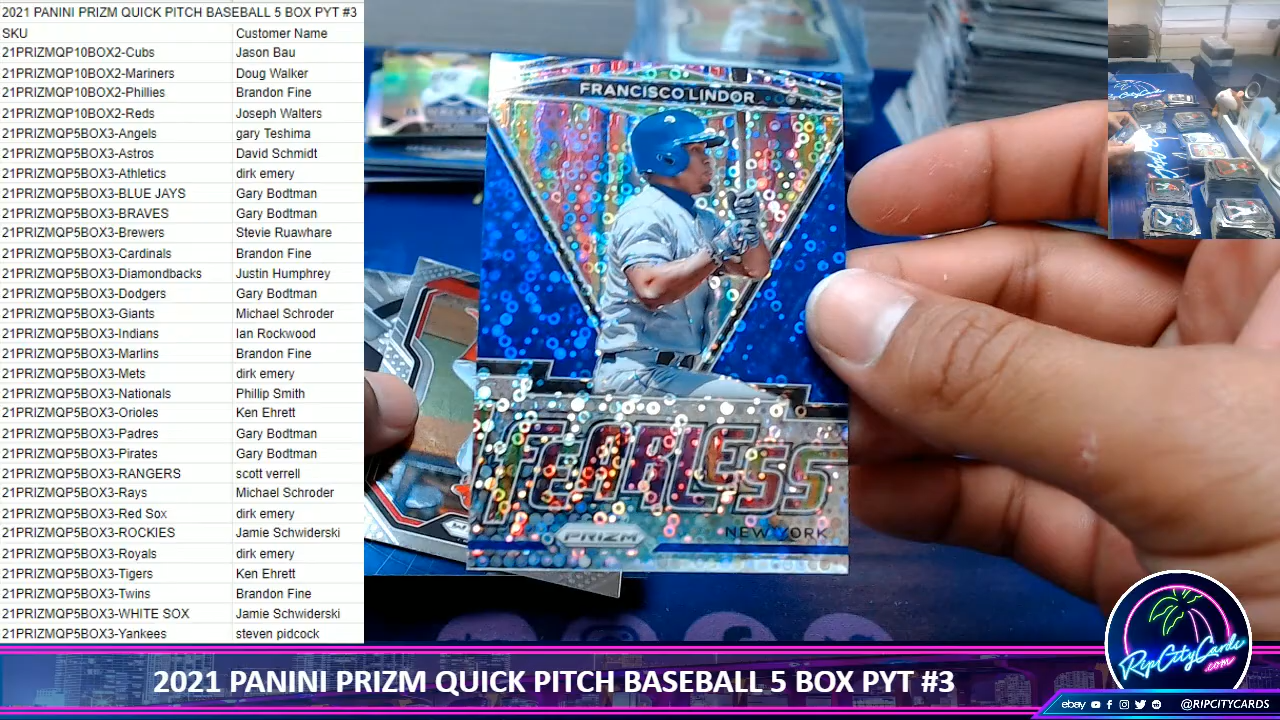 2021 PANINI PRIZM QUICK PITCH BASEBALL 5 BOX PYT #3
SKU Customer Name
21PRIZMQP10BOX2-Cubs Jason Bau
21PRIZMQP10BOX2-Mariners Doug Walker
21PRIZMQP10BOX2-Phillies Brandon Fine
21PRIZMQP10BOX2-Reds Joseph Walters
21PRIZMQP5BOX3-Angels gary Teshima
21PRIZMQP5BOX3-Astros David Schmidt
21PRIZMQP5BOX3-Athletics dirk emery
21PRIZMQP5BOX3-BLUE JAYS Gary Bodtman
21PRIZMQP5BOX3-BRAVES Gary Bodtman
21PRIZMQP5BOX3-Brewers Stevie Ruawhare
21PRIZMQP5BOX3-Cardinals Brandon Fine
21PRIZMQP5BOX3-Diamondbacks Justin Humphrey
21PRIZMQP5BOX3-Dodgers Gary Bodtman
21PRIZMQP5BOX3-Giants Michael Schroder
21PRIZMQP5BOX3-Indians Ian Rockwood
21PRIZMQP5BOX3-Marlins Brandon Fine
21PRIZMQP5BOX3-Mets dirk emery
21PRIZMQP5BOX3-Nationals Phillip Smith
21PRIZMQP5BOX3-Orioles Ken Ehrett
21PRIZMQP5BOX3-Padres Gary Bodtman
21PRIZMQP5BOX3-Pirates Gary Bodtman
21PRIZMQP5BOX3-RANGERS scott verrell
21PRIZMQP5BOX3-Rays Michael Schroder
21PRIZMQP5BOX3-Red Sox dirk emery
21PRIZMQP5BOX3-ROCKIES Jamie Schwiderski
21PRIZMQP5BOX3-Royals dirk emery
21PRIZMQP5BOX3-Tigers Ken Ehrett
21PRIZMQP5BOX3-Twins Brandon Fine
21PRIZMQP5BOX3-WHITE SOX Jamie Schwiderski
21PRIZMQP5BOX3-Yankees steven pidcock
FRANCISCO LINDOR
FEARLESS
NEW YORK
PRIZM
RipCityCards
.com
2021 PANINI PRIZM QUICK PITCH BASEBALL 5 BOX PYT #3
ebay @RIPCITYCARDS